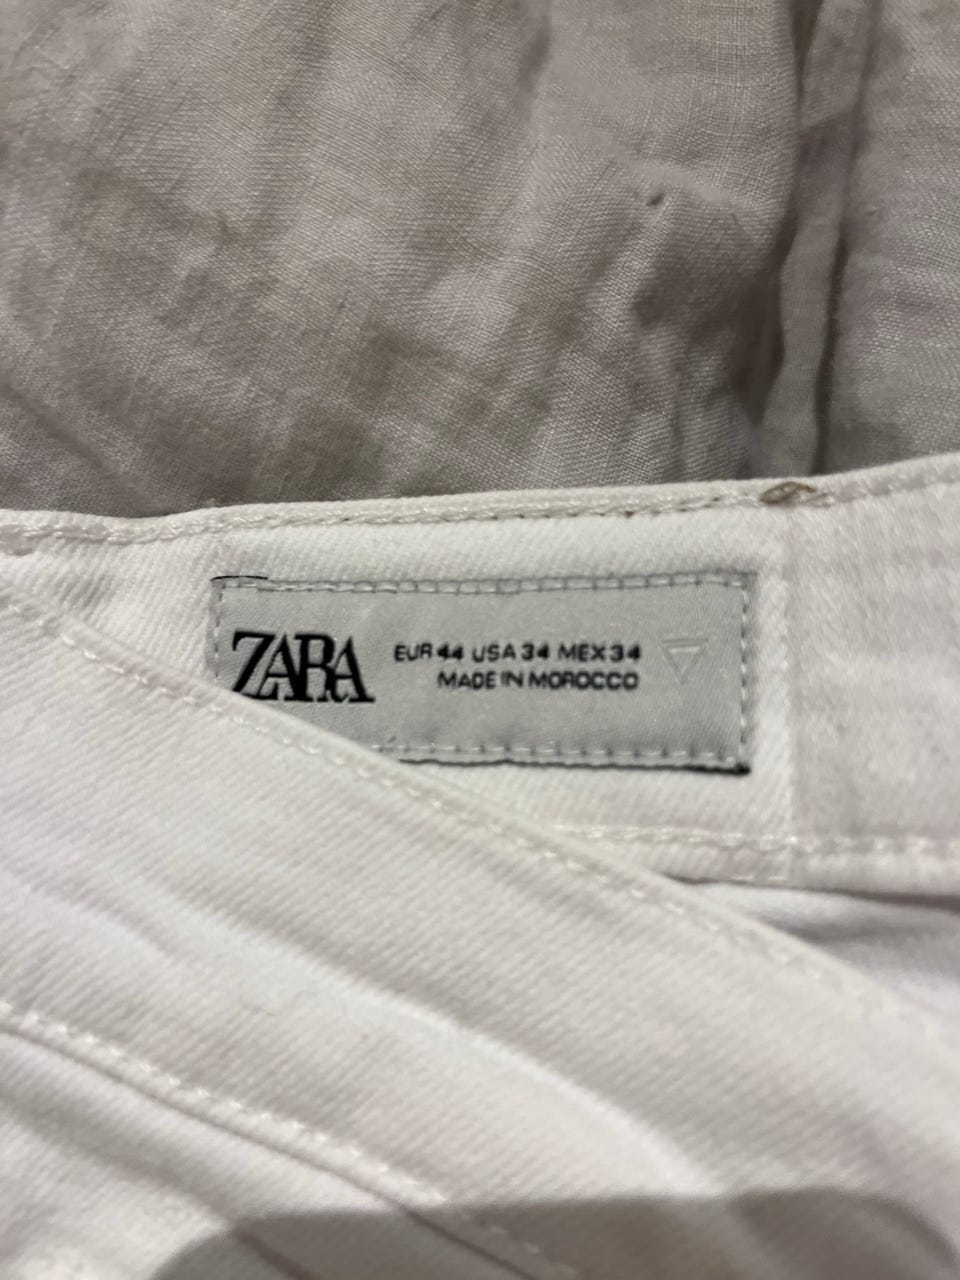 ZARA
EUR 44 USA 34 MEX 34
MADE IN MOROCCO